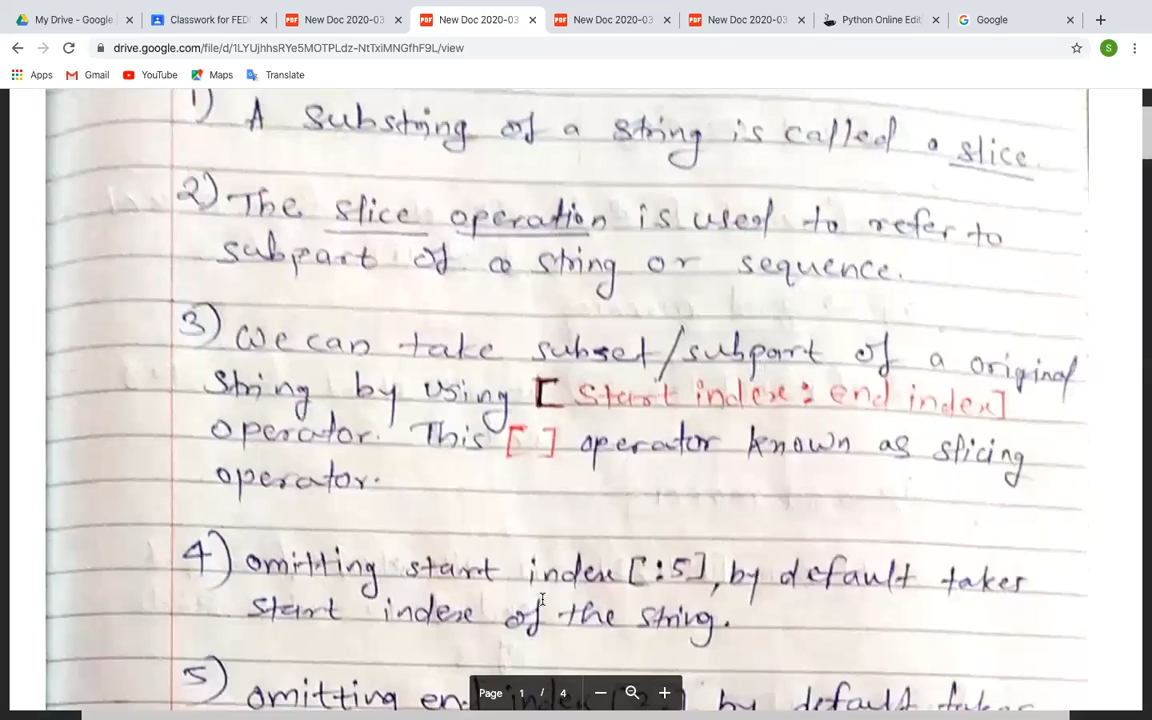 My Drive - Google
Classwork for FED
New Doc 2020-03
New Doc 2020-03
New Doc 2020-03
New Doc 2020-03
Python Online Edit
Google
drive.google.com/file/d/1LYUjhhsRYe5MOTPLdz-NtTxiMNGfhF9L/view
S
Apps
Gmail
YouTube
Maps
Translate
1) A substring of a string is called a slice.
2) The slice operation is used to refer to
subpart of a string or sequence.
3) We can take subset/subpart of a original
string by using [start index: end index]
operator. This [ ] operator known as slicing
operator.
4) omitting start index [:5], by default takes
start index of the string.
5) omitting end index by default takes
Page 1 / 4